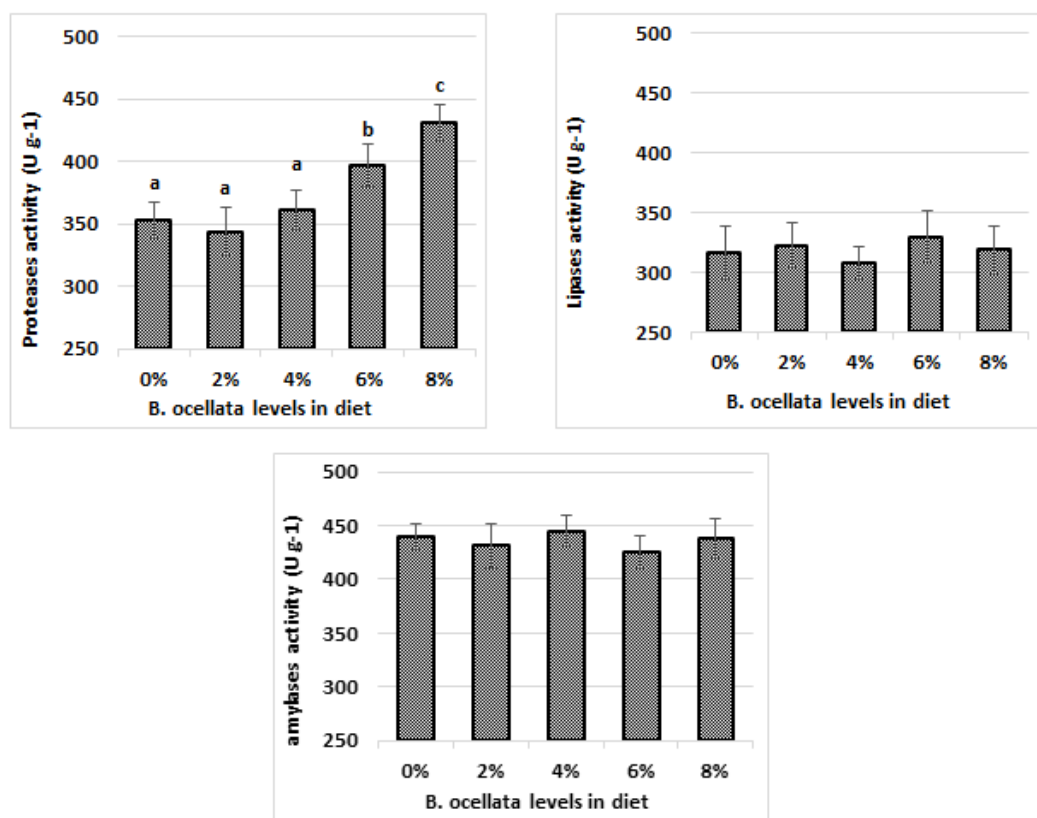 500
450
400
350
300
250
Proteases activity (U g-1)
a
a
a
b
c
0% 2% 4% 6% 8%
B. ocellata levels in diet
500
450
400
350
300
250
Lipases activity (U g-1)
0% 2% 4% 6% 8%
B. ocellata levels in diet
500
450
400
350
300
250
amylases activity (U g-1)
0% 2% 4% 6% 8%
B. ocellata levels in diet